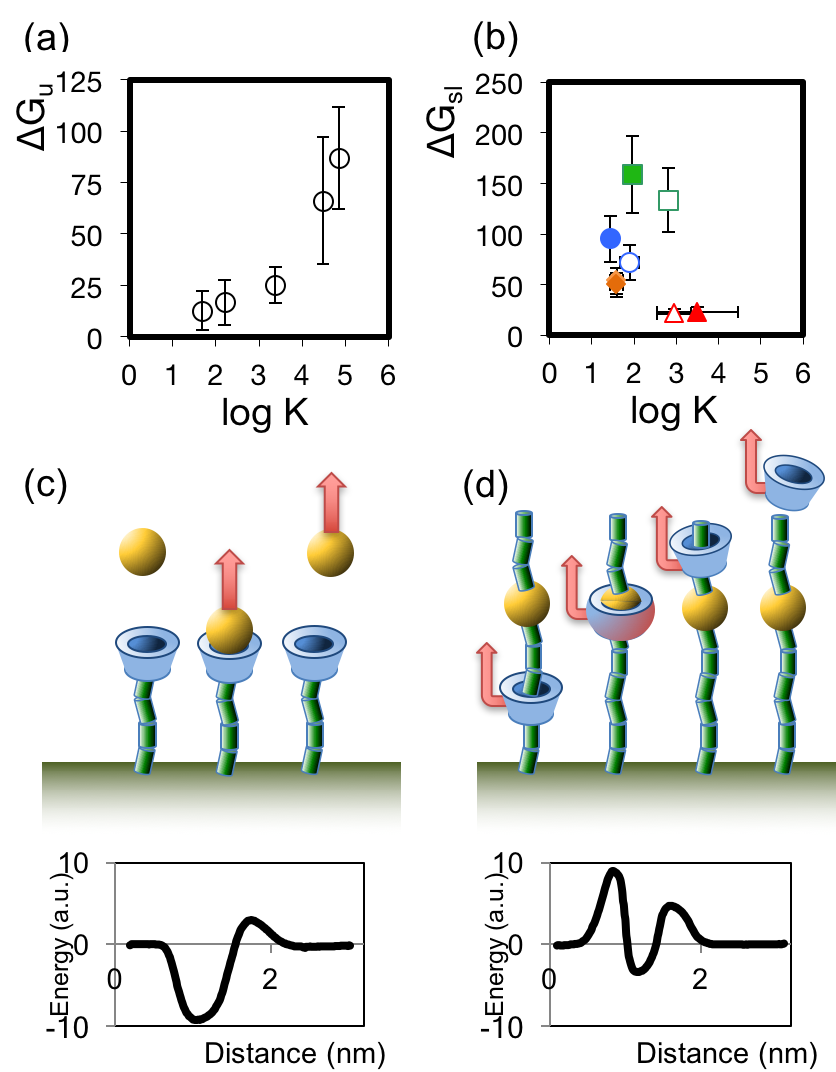 (a)
ΔGu
125
100
75
50
25
0
0 1 2 3 4 5 6
log K
(b)
ΔGsl
250
200
150
100
50
0
0 1 2 3 4 5 6
log K
(c)
(d)
10
0
-10
Energy (a.u.)
0 2
Distance (nm)
10
0
-10
Energy (a.u.)
0 2
Distance (nm)